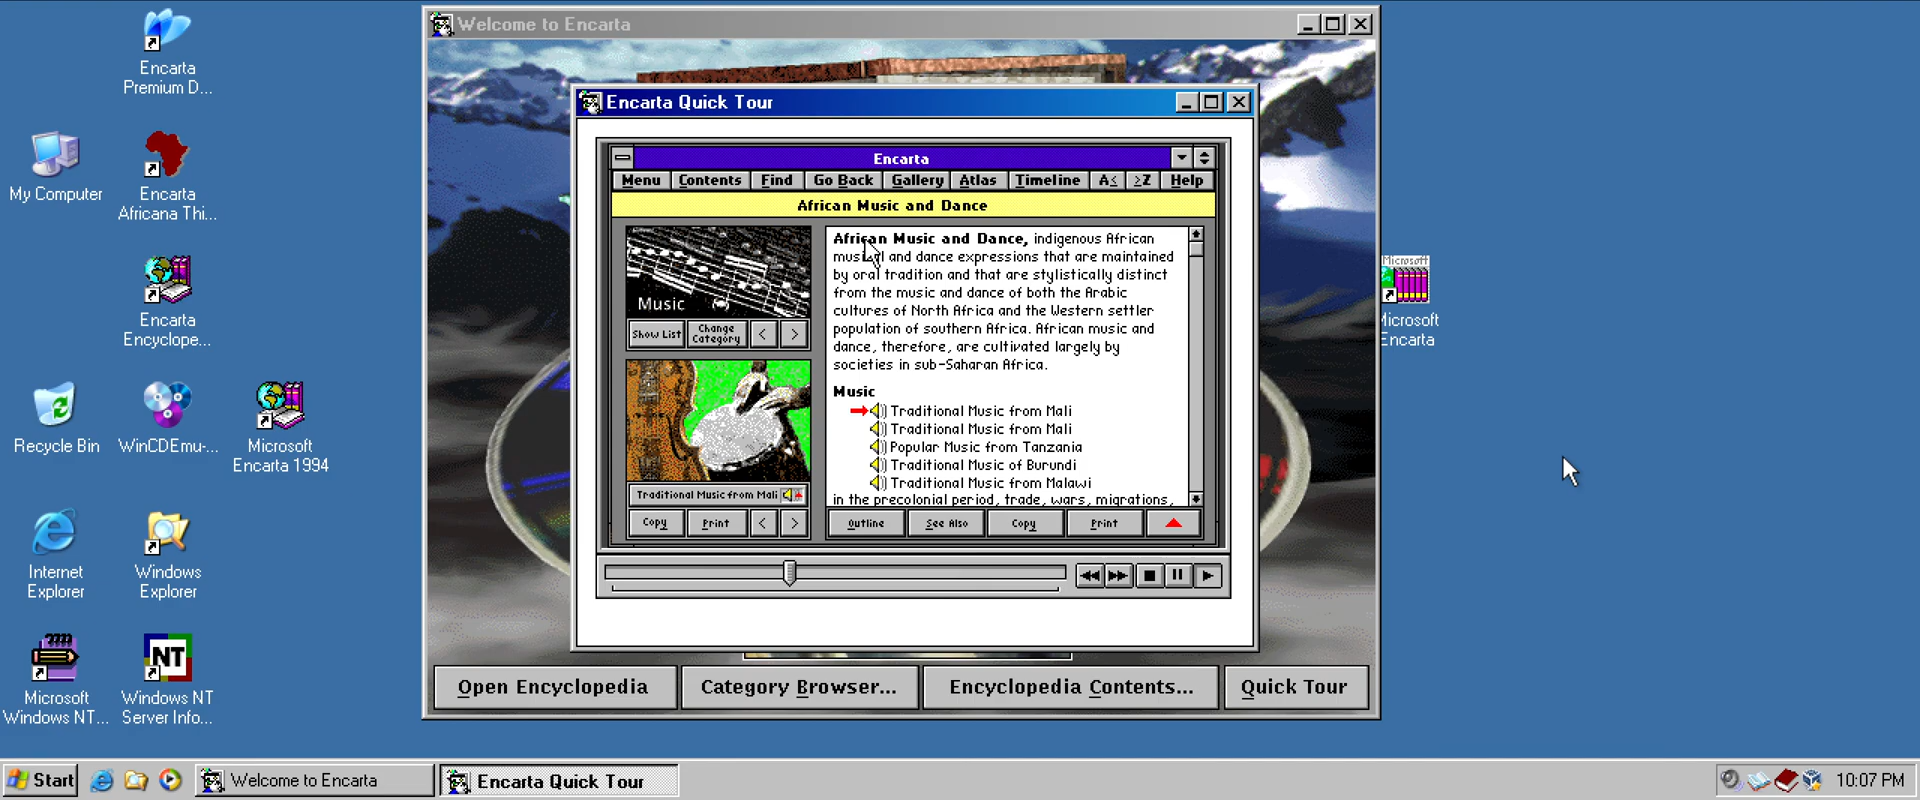 Encarta
Premium D...
My Computer
Encarta
Africana Thi...
Encarta
Encyclope...
Recycle Bin
WinCDEmu-...
Microsoft
Encarta 1994
Internet
Explorer
Windows
Explorer
Microsoft
Windows NT...
NT
Windows NT
Server Info...
Welcome to Encarta
Encarta Quick Tour
Encarta
Menu Contents Find Go Back Gallery Atlas Timeline A< >Z Help
African Music and Dance
Music
Show List Change Category < >
Traditional Music from Mali
Copy Print < >
African Music and Dance, indigenous African
musical and dance expressions that are maintained
by oral tradition and that are stylistically distinct
from the music and dance of both the Arabic
cultures of North Africa and the Western settler
population of southern Africa. African music and
dance, therefore, are cultivated largely by
societies in sub-Saharan Africa.
Music
Traditional Music from Mali
Traditional Music from Mali
Popular Music from Tanzania
Traditional Music of Burundi
Traditional Music from Malawi
in the precolonial period, trade, wars, migrations,
Outline See Also Copy Print
Open Encyclopedia Category Browser... Encyclopedia Contents... Quick Tour
Microsoft
Microsoft
Encarta
Start Welcome to Encarta Encarta Quick Tour 10:07 PM